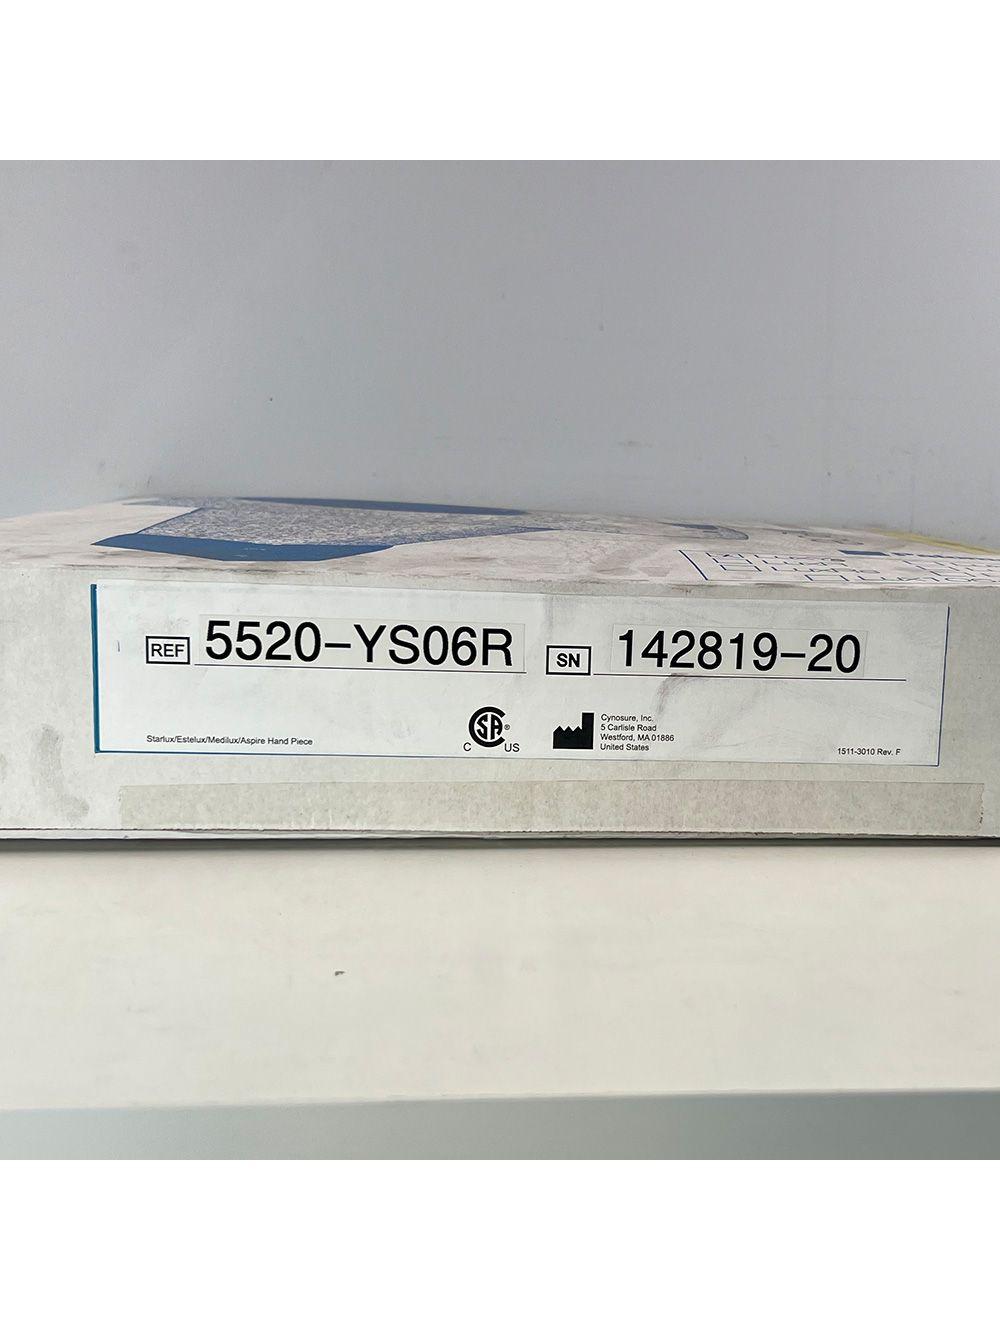 REF 5520-YS06R SN 142819-20
Starlux/Estelux/Medilux/Aspire Hand Piece
CSA®
C US
Cynosure, Inc.
5 Carlisle Road
Westford, MA 01886
United States
1511-3010 Rev. F